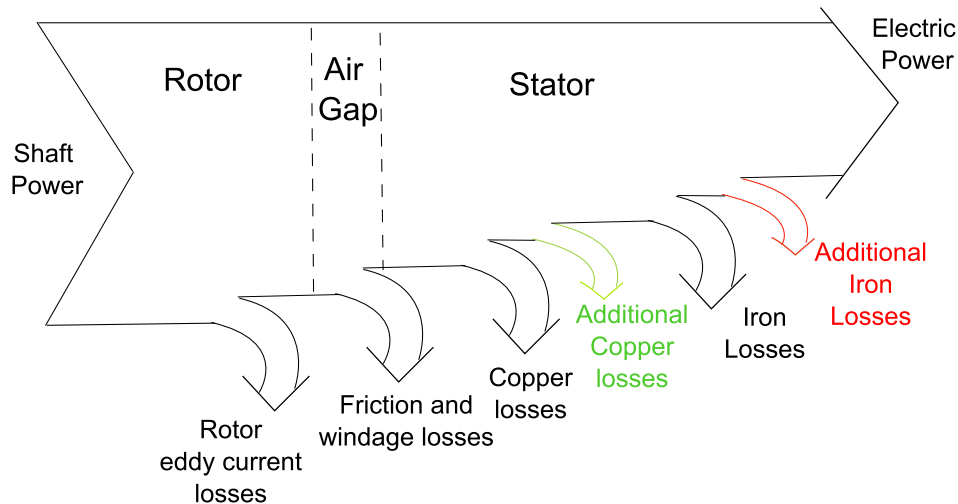 Electric
Power
Rotor
Air
Gap
Stator
Shaft
Power
Additional
Iron
Losses
Additional
Copper
losses
Iron
Losses
Copper
losses
Friction and
windage losses
Rotor
eddy current
losses